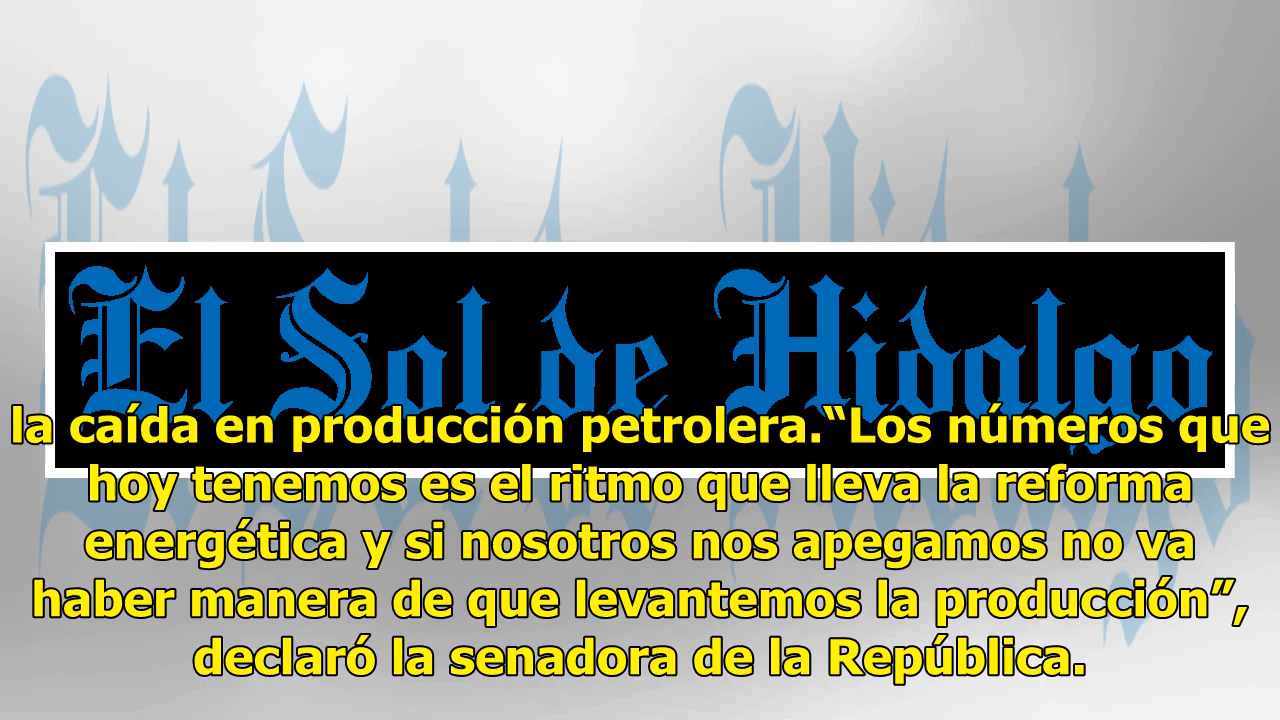 El Sol de Hidalgo
la caída en producción petrolera.“Los números que
hoy tenemos es el ritmo que lleva la reforma
energética y si nosotros nos apegamos no va
haber manera de que levantemos la producción”,
declaró la senadora de la República.